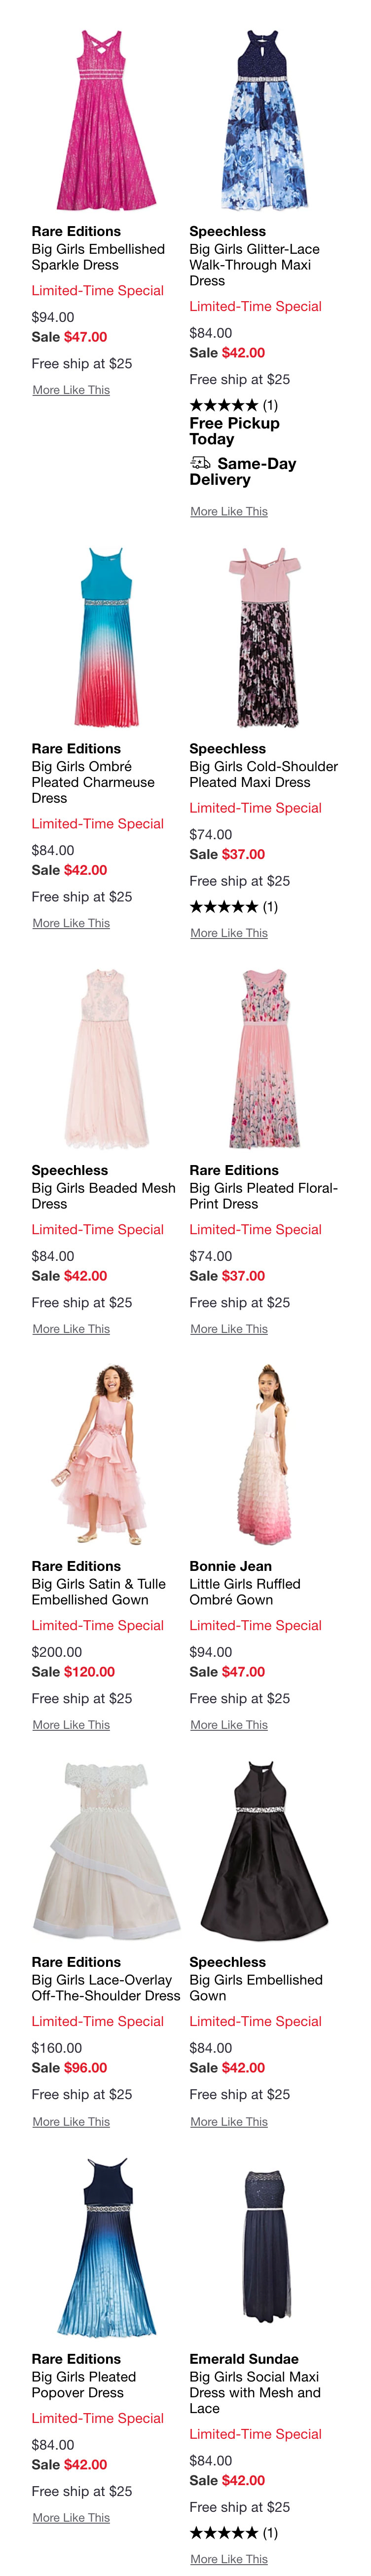 Rare Editions
Big Girls Embellished
Sparkle Dress
Limited-Time Special
$94.00
Sale $47.00
Free ship at $25
More Like This
Speechless
Big Girls Glitter-Lace
Walk-Through Maxi
Dress
Limited-Time Special
$84.00
Sale $42.00
Free ship at $25
★★★★★ (1)
Free Pickup
Today
Same-Day
Delivery
More Like This
Rare Editions
Big Girls Ombré
Pleated Charmeuse
Dress
Limited-Time Special
$84.00
Sale $42.00
Free ship at $25
More Like This
Speechless
Big Girls Cold-Shoulder
Pleated Maxi Dress
Limited-Time Special
$74.00
Sale $37.00
Free ship at $25
★★★★★ (1)
More Like This
Speechless
Big Girls Beaded Mesh
Dress
Limited-Time Special
$84.00
Sale $42.00
Free ship at $25
More Like This
Rare Editions
Big Girls Pleated Floral-
Print Dress
Limited-Time Special
$74.00
Sale $37.00
Free ship at $25
More Like This
Rare Editions
Big Girls Satin & Tulle
Embellished Gown
Limited-Time Special
$200.00
Sale $120.00
Free ship at $25
More Like This
Bonnie Jean
Little Girls Ruffled
Ombré Gown
Limited-Time Special
$94.00
Sale $47.00
Free ship at $25
More Like This
Rare Editions
Big Girls Lace-Overlay
Off-The-Shoulder Dress
Limited-Time Special
$160.00
Sale $96.00
Free ship at $25
More Like This
Speechless
Big Girls Embellished
Gown
Limited-Time Special
$84.00
Sale $42.00
Free ship at $25
More Like This
Rare Editions
Big Girls Pleated
Popover Dress
Limited-Time Special
$84.00
Sale $42.00
Free ship at $25
More Like This
Emerald Sundae
Big Girls Social Maxi
Dress with Mesh and
Lace
Limited-Time Special
$84.00
Sale $42.00
Free ship at $25
★★★★★ (1)
More Like This